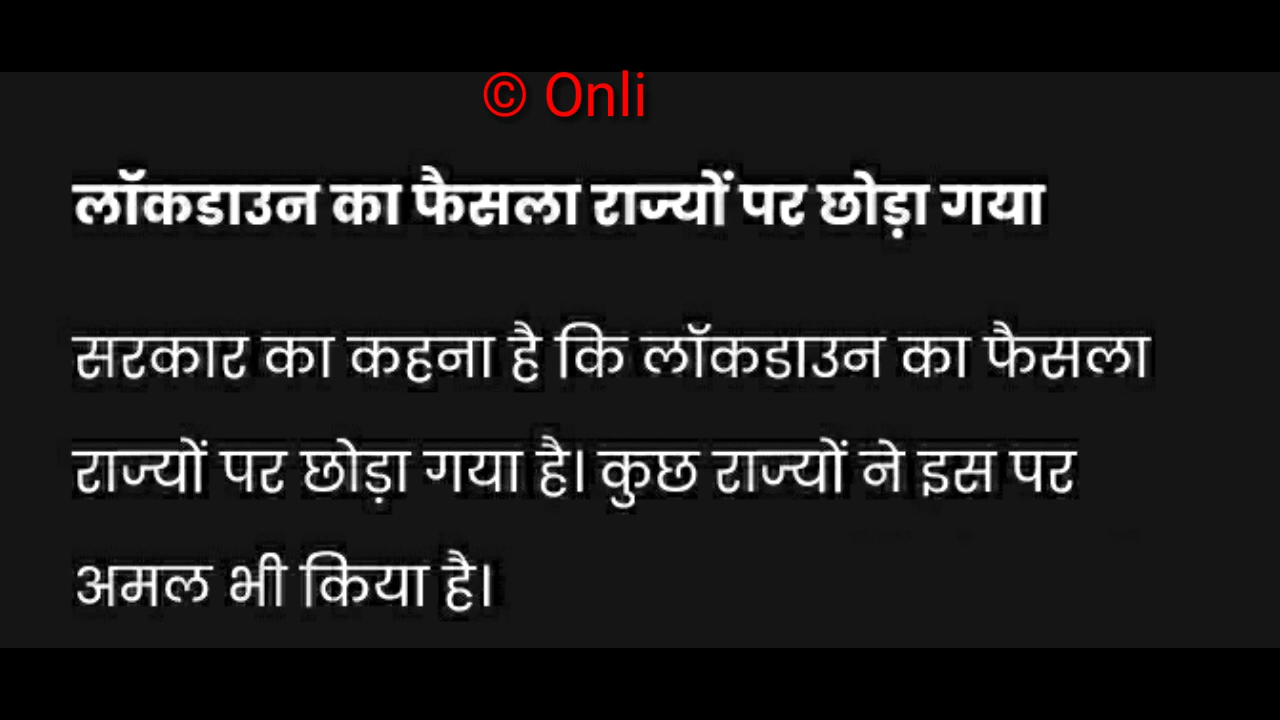 © Onli
लॉकडाउन का फैसला राज्यों पर छोड़ा गया
सरकार का कहना है कि लॉकडाउन का फैसला
राज्यों पर छोड़ा गया है। कुछ राज्यों ने इस पर
अमल भी किया है।